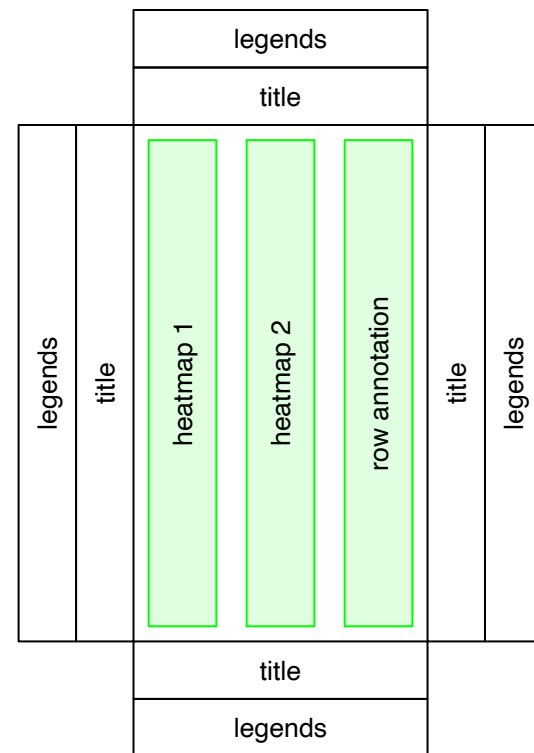 legends
title
legends
title
heatmap 1
heatmap 2
row annotation
title
legends
title
legends